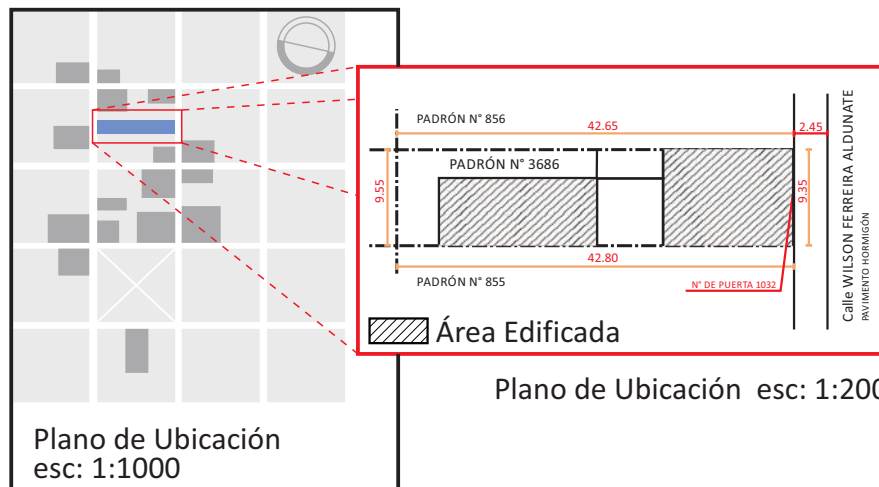 PADRÓN N° 856
42.65
2.45
PADRÓN N° 3686
9.55
9.35
42.80
PADRÓN N° 855
N° DE PUERTA 1032
Calle WILSON FERREIRA ALDUNATE
PAVIMENTO HORMIGÓN
Área Edificada
Plano de Ubicación esc: 1:200
Plano de Ubicación
esc: 1:1000